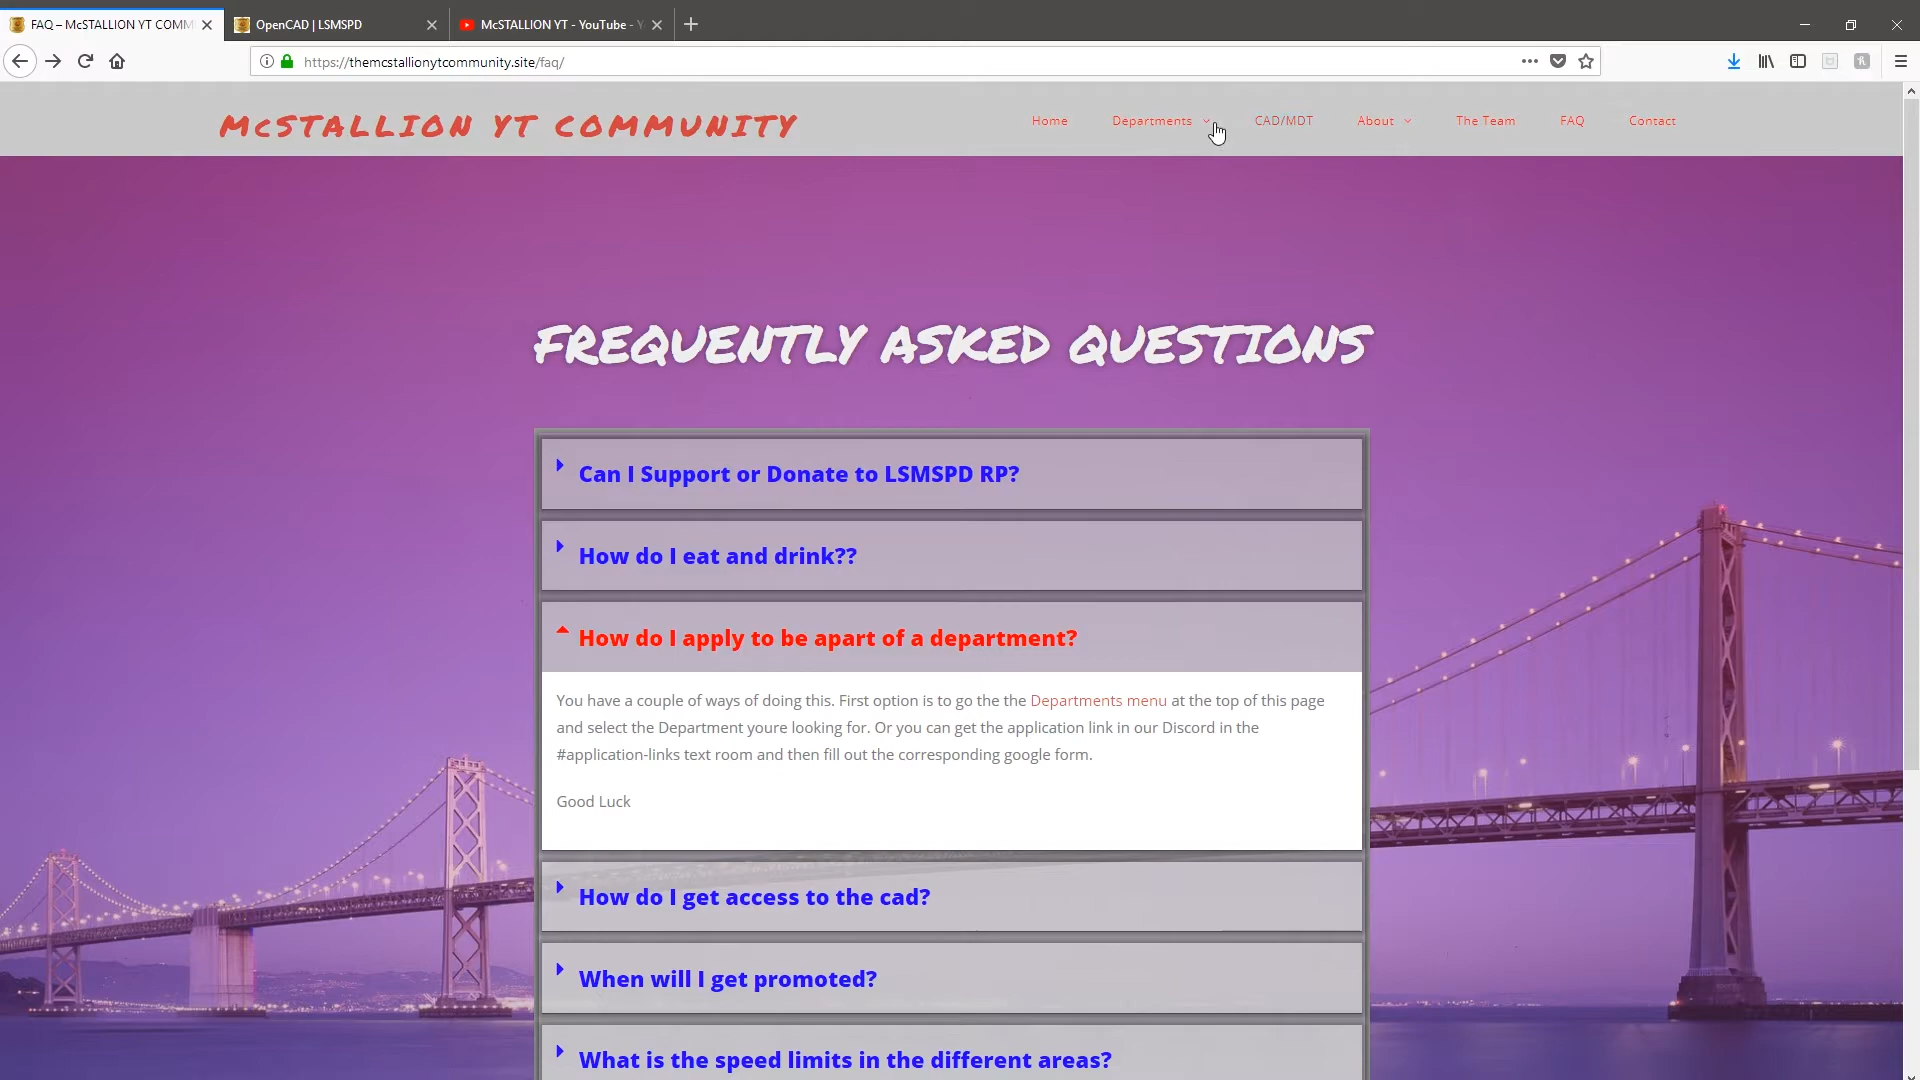 FAQ – McSTALLION YT COMM
OpenCAD | LSMSPD
McSTALLION YT - YouTube -
https://themcstallionytcommunity.site/faq/
McSTALLION YT COMMUNITY
Home
Departments
CAD/MDT
About
The Team
FAQ
Contact
FREQUENTLY ASKED QUESTIONS
Can I Support or Donate to LSMSPD RP?
How do I eat and drink??
How do I apply to be apart of a department?
You have a couple of ways of doing this. First option is to go the the Departments menu at the top of this page
and select the Department youre looking for. Or you can get the application link in our Discord in the
#application-links text room and then fill out the corresponding google form.
Good Luck
How do I get access to the cad?
When will I get promoted?
What is the speed limits in the different areas?